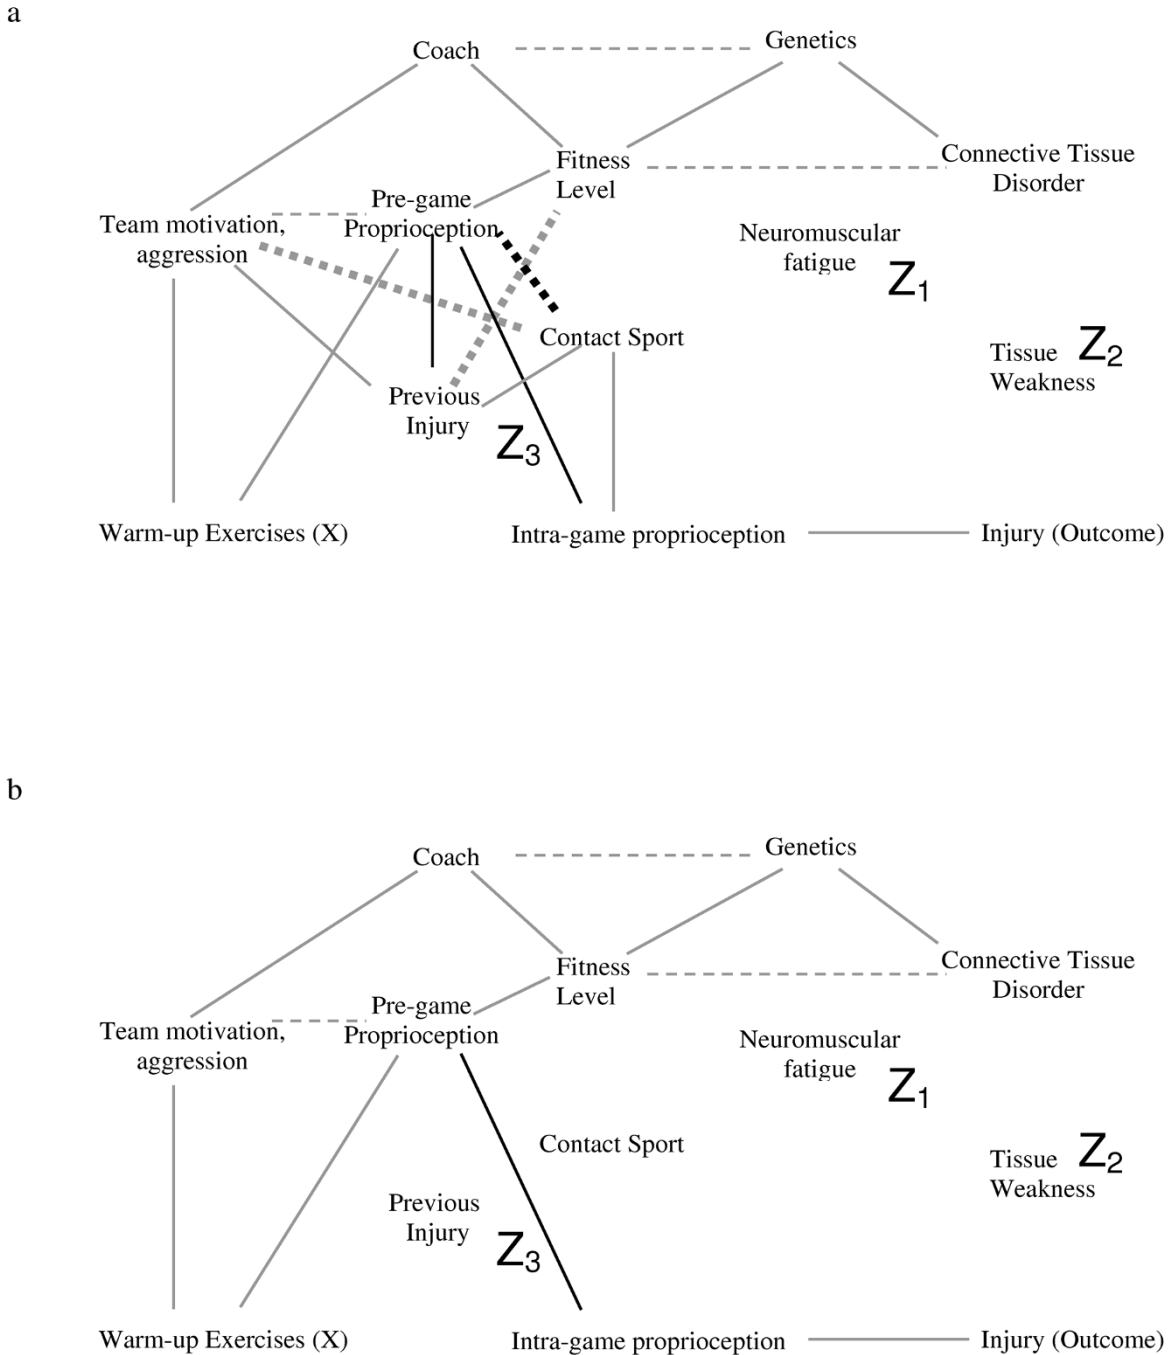 a
Coach
Genetics
Fitness
Level
Connective Tissue
Disorder
Pre-game
Proprioception
Team motivation,
aggression
Neuromuscular
fatigue
Z1
Contact Sport
Tissue
Weakness
Z2
Previous
Injury
Z3
Warm-up Exercises (X)
Intra-game proprioception
Injury (Outcome)
b
Coach
Genetics
Fitness
Level
Connective Tissue
Disorder
Pre-game
Proprioception
Team motivation,
aggression
Neuromuscular
fatigue
Z1
Contact Sport
Tissue
Weakness
Z2
Previous
Injury
Z3
Warm-up Exercises (X)
Intra-game proprioception
Injury (Outcome)